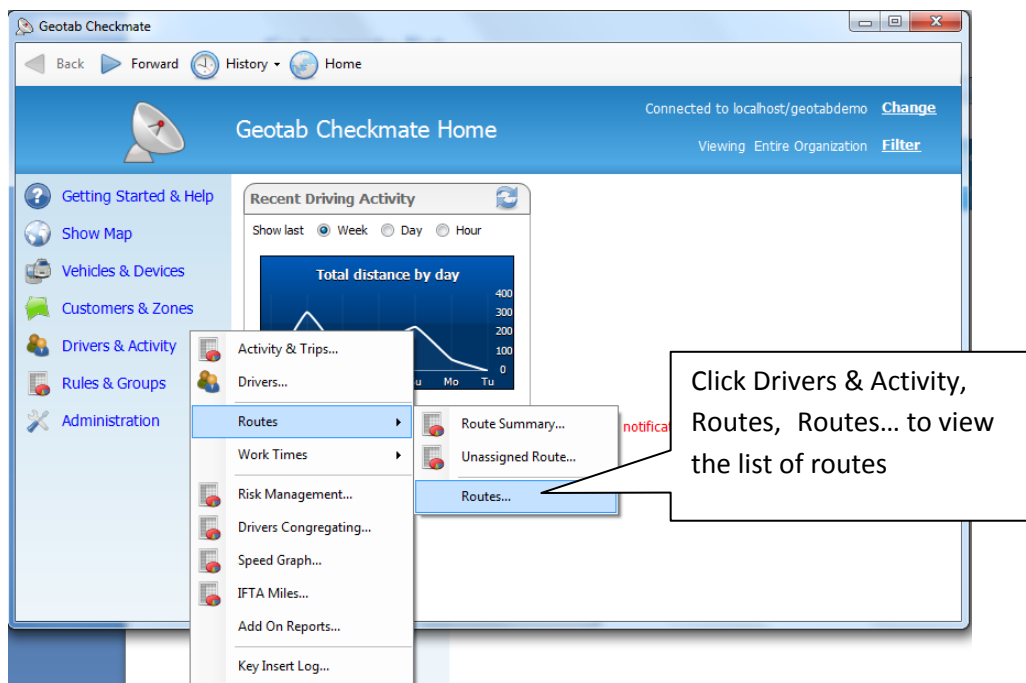 Geotab Checkmate
Back Forward History Home
Geotab Checkmate Home
Connected to localhost/geotabdemo Change
Viewing Entire Organization Filter
Getting Started & Help
Show Map
Vehicles & Devices
Customers & Zones
Drivers & Activity
Rules & Groups
Administration
Recent Driving Activity
Show last Week Day Hour
Total distance by day
400
300
200
100
0
Mo Tu
Activity & Trips...
Drivers...
Routes
Work Times
Risk Management...
Drivers Congregating...
Speed Graph...
IFTA Miles...
Add On Reports...
Key Insert Log...
Route Summary...
Unassigned Route...
Routes...
Click Drivers & Activity,
Routes, Routes... to view
the list of routes